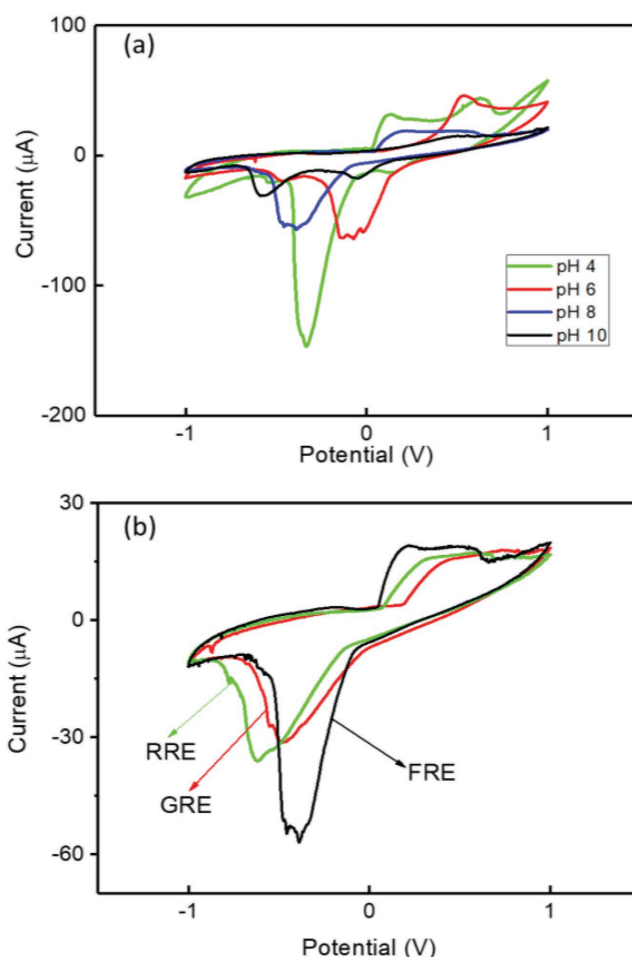 (a)
100
0
-100
-200
Current (μA)
-1
0
1
Potential (V)
pH 4
pH 6
pH 8
pH 10
(b)
30
0
-30
-60
Current (μA)
RRE
GRE
FRE
-1
0
1
Potential (V)